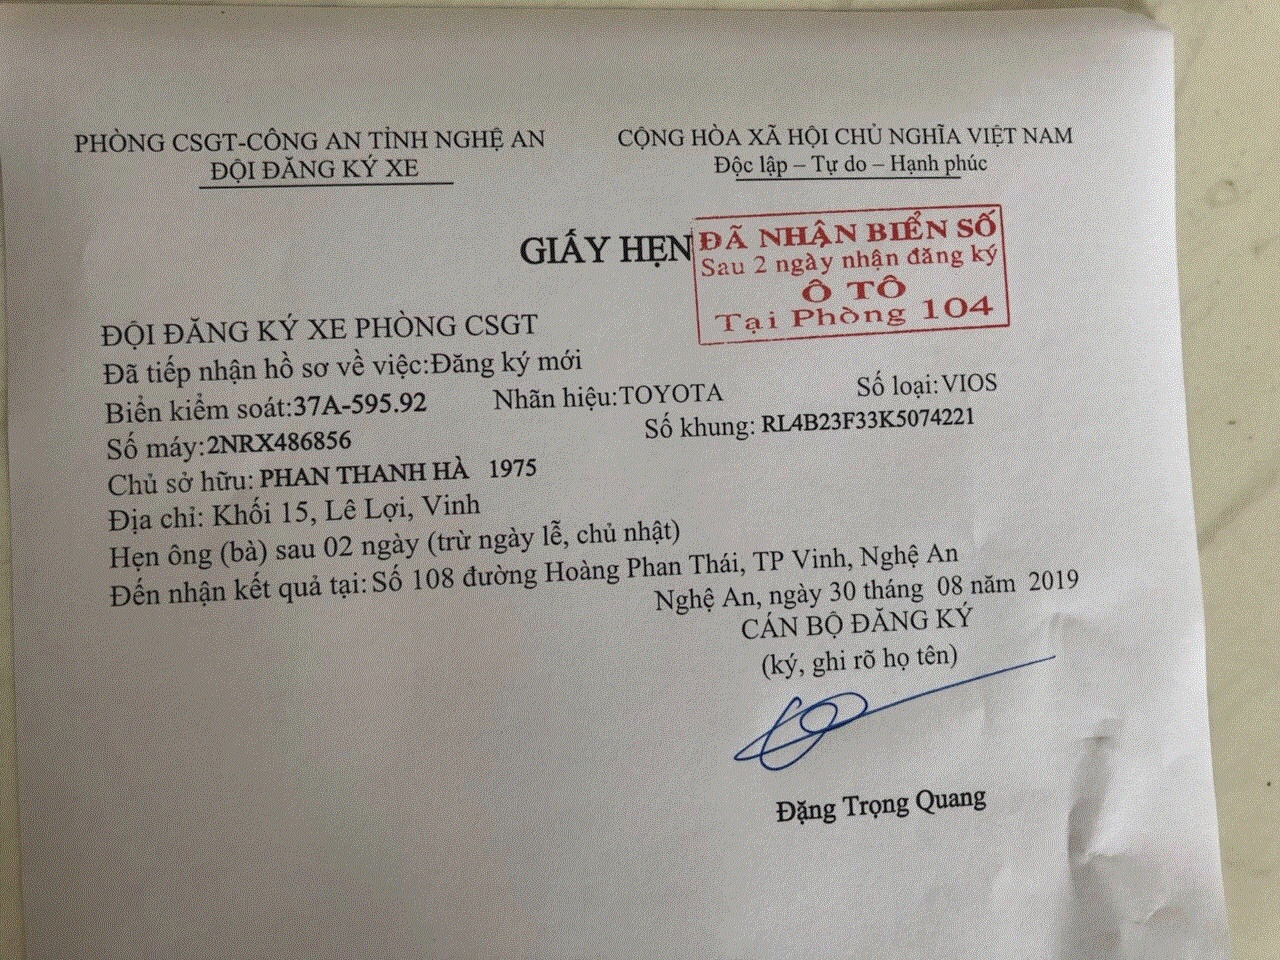 PHÒNG CSGT-CÔNG AN TỈNH NGHỆ AN
ĐỘI ĐĂNG KÝ XE
CỘNG HÒA XÃ HỘI CHỦ NGHĨA VIỆT NAM
Độc lập – Tự do – Hạnh phúc
GIẤY HẸN
ĐÃ NHẬN BIỂN SỐ
Sau 2 ngày nhận đăng ký
Ô TÔ
Tại Phòng 104
ĐỘI ĐĂNG KÝ XE PHÒNG CSGT
Đã tiếp nhận hồ sơ về việc:Đăng ký mới
Biển kiểm soát:37A-595.92 Nhãn hiệu:TOYOTA Số loại:VIOS
Số máy:2NRX486856 Số khung: RL4B23F33K5074221
Chủ sở hữu: PHAN THANH HÀ 1975
Địa chỉ: Khối 15, Lê Lợi, Vinh
Hẹn ông (bà) sau 02 ngày (trừ ngày lễ, chủ nhật)
Đến nhận kết quả tại: Số 108 đường Hoàng Phan Thái, TP Vinh, Nghệ An
Nghệ An, ngày 30 tháng 08 năm 2019
CÁN BỘ ĐĂNG KÝ
(ký, ghi rõ họ tên)
Đặng Trọng Quang